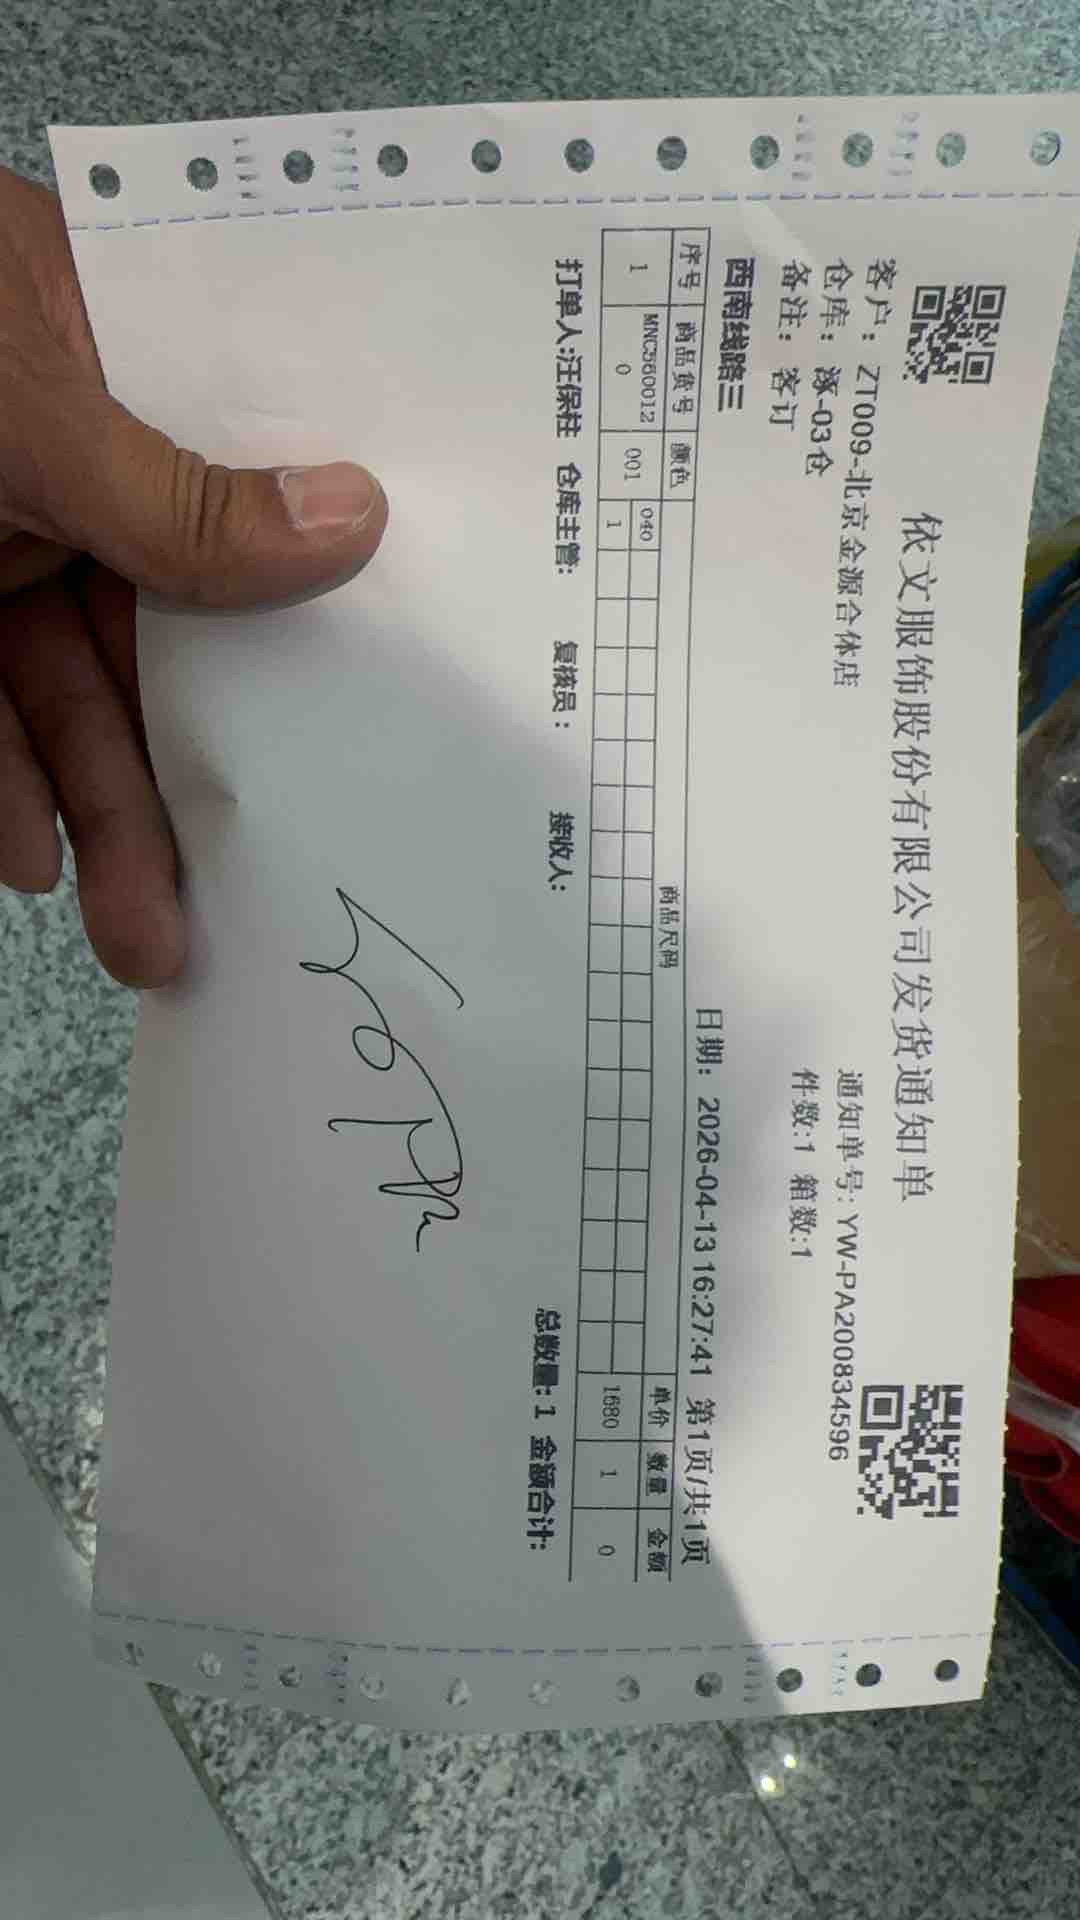 依文服饰股份有限公司发货通知单
客户：ZT009-北京金源合体店
通知单号: YW-PA200834596
仓库：涿-03仓
件数:1 箱数:1
备注：客订
西南线路三
日期：2026-04-13 16:27:41 第1页/共1页
序号 商品货号 颜色 商品尺码 单价 数量 金额
040
1 MNC560012 001 1680 1 0
0 1
打单人:汪保柱 仓库主管: 复核员: 接收人: 总数量: 1 金额合计: